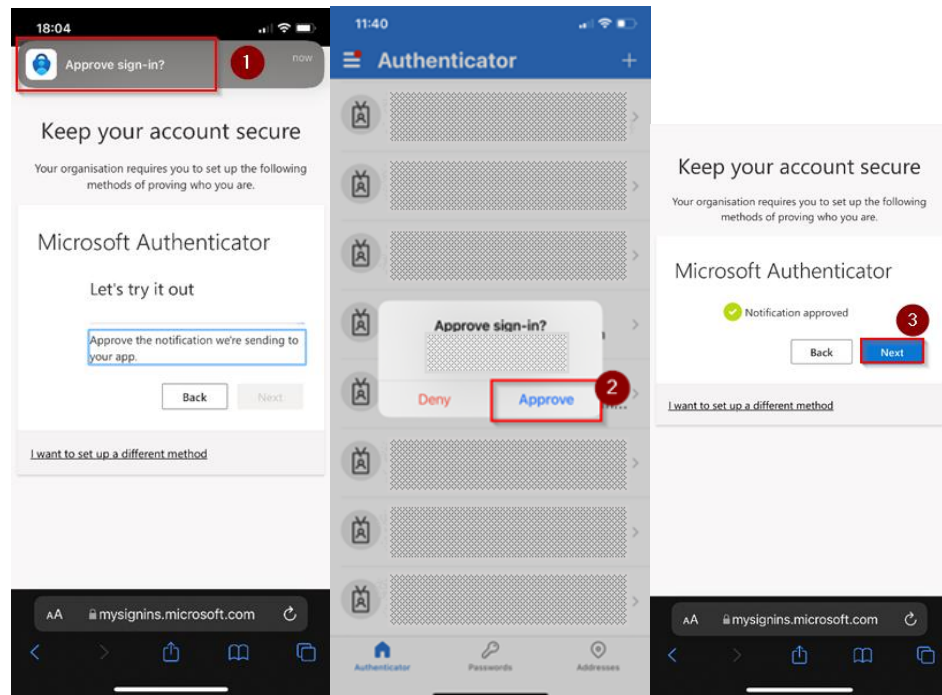 18:04
Approve sign-in?
now
1
Keep your account secure
Your organisation requires you to set up the following
methods of proving who you are.
Microsoft Authenticator
Let's try it out
Approve the notification we're sending to
your app.
Back
Next
I want to set up a different method
AA
mysignins.microsoft.com
11:40
Authenticator
Approve sign-in?
Deny
Approve
2
Authenticator
Passwords
Addresses
Keep your account secure
Your organisation requires you to set up the following
methods of proving who you are.
Microsoft Authenticator
Notification approved
3
Back
Next
I want to set up a different method
AA
mysignins.microsoft.com